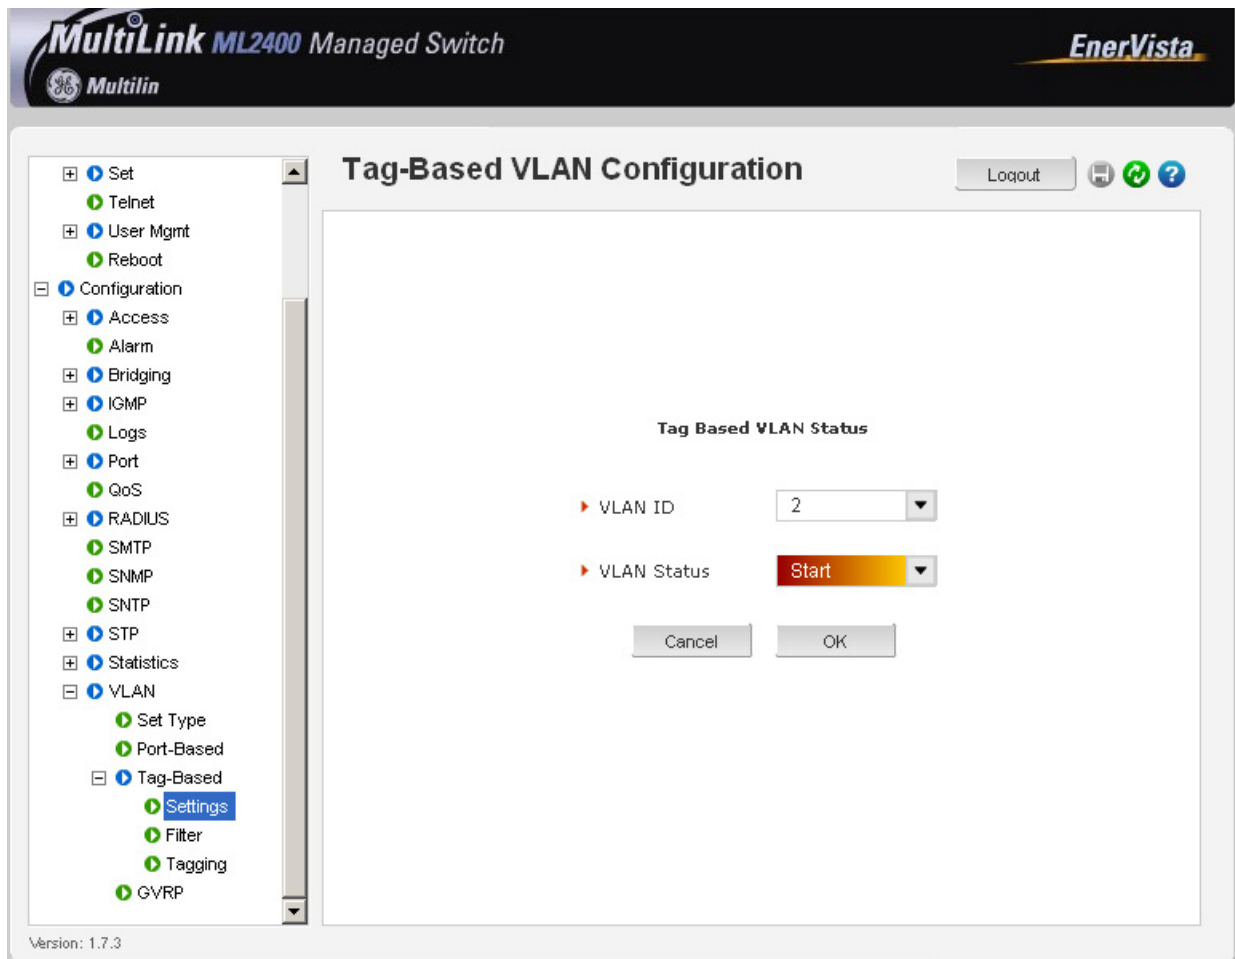 MultiLink ML2400 Managed Switch
EnerVista
Multilin
Tag-Based VLAN Configuration
Logout
Set
Telnet
User Mgmt
Reboot
Configuration
Access
Alarm
Bridging
IGMP
Logs
Port
QoS
RADIUS
SMTP
SNMP
SNTP
STP
Statistics
VLAN
Set Type
Port-Based
Tag-Based
Settings
Filter
Tagging
GVRP
Tag Based VLAN Status
VLAN ID 2
VLAN Status Start
Cancel OK
Version: 1.7.3